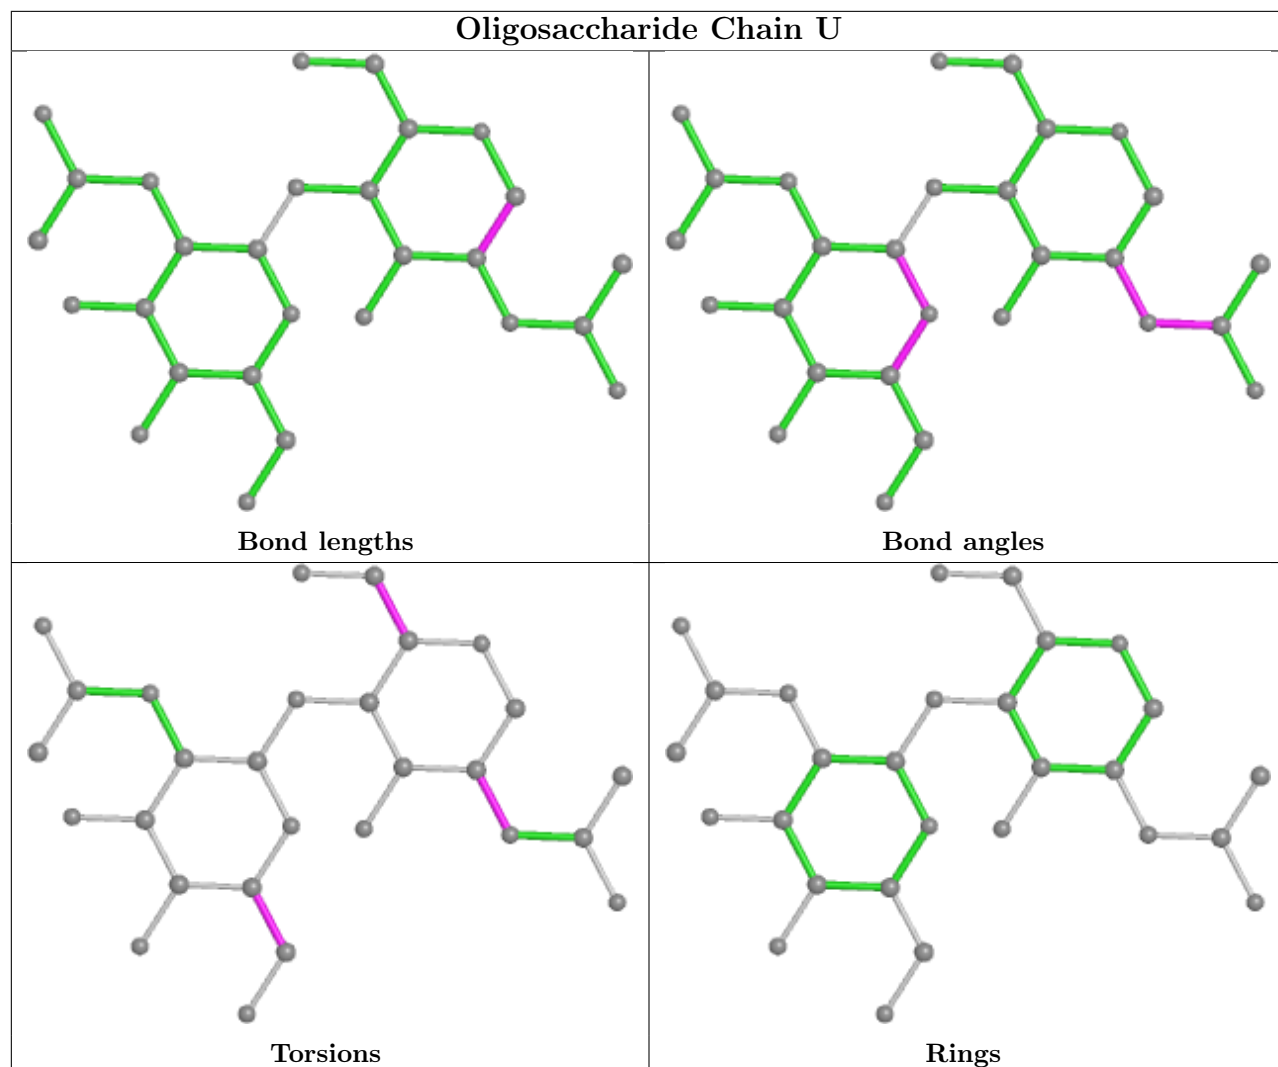 Oligosaccharide Chain U
Bond lengths
Bond angles
Torsions
Rings